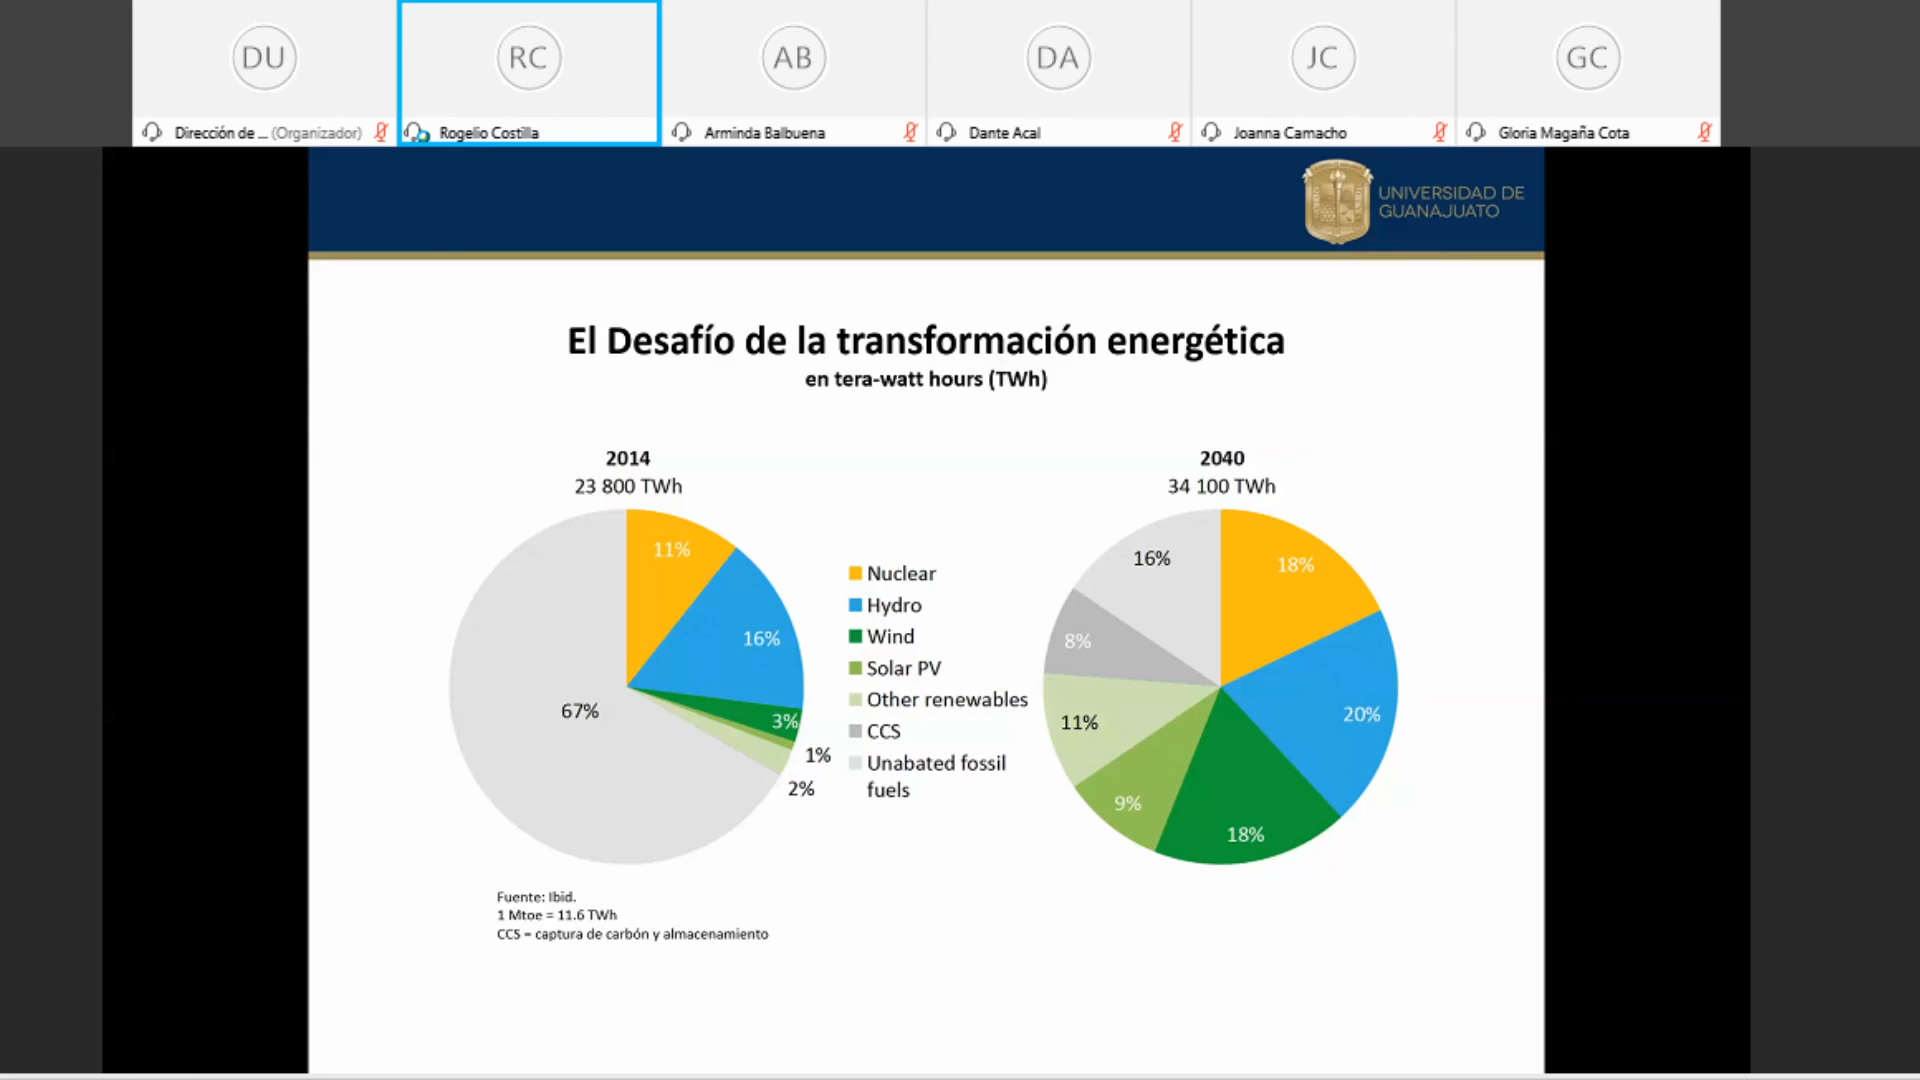 DU
RC
AB
DA
JC
GC
Dirección de ... (Organizador)
Rogelio Costilla
Arminda Balbuena
Dante Acal
Joanna Camacho
Gloria Magaña Cota
UNIVERSIDAD DE
GUANAJUATO
El Desafío de la transformación energética
en tera-watt hours (TWh)
2014
23 800 TWh
11%
16%
3%
1%
2%
67%
Nuclear
Hydro
Wind
Solar PV
Other renewables
CCS
Unabated fossil
fuels
2040
34 100 TWh
16%
18%
8%
20%
11%
9%
18%
Fuente: Ibid.
1 Mtoe = 11.6 TWh
CCS = captura de carbón y almacenamiento